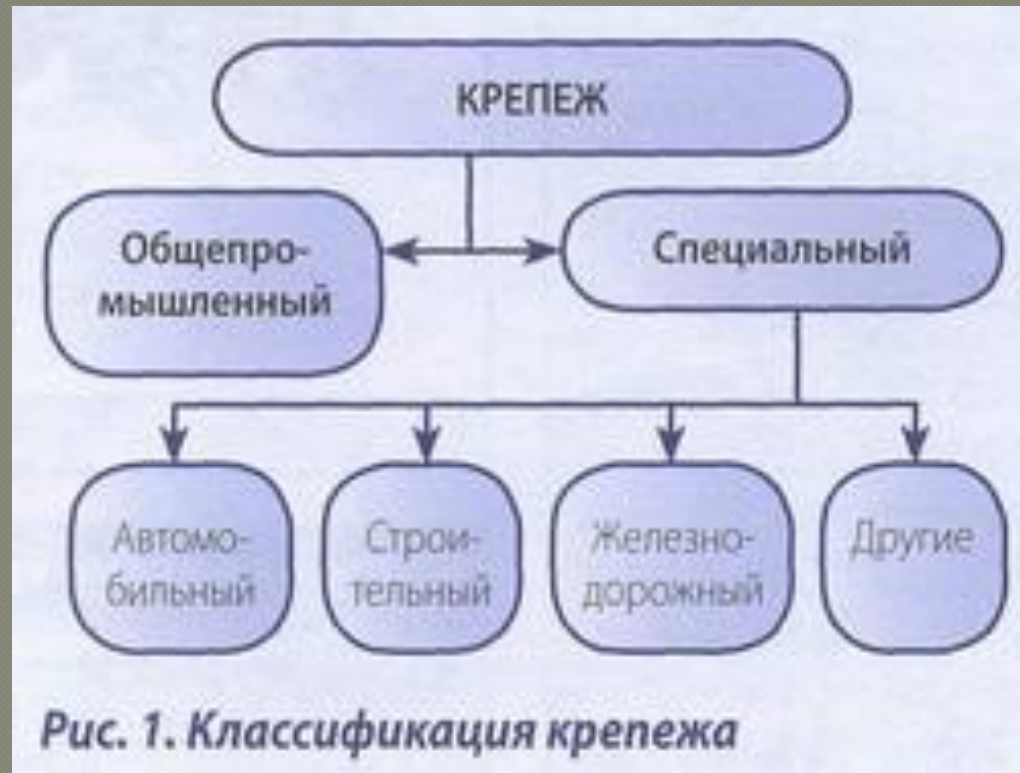 КРЕПЕЖ
Общепро-
мышленный
Специальный
Автомо-
бильный
Строи-
тельный
Железно-
дорожный
Другие
Рис. 1. Классификация крепежа